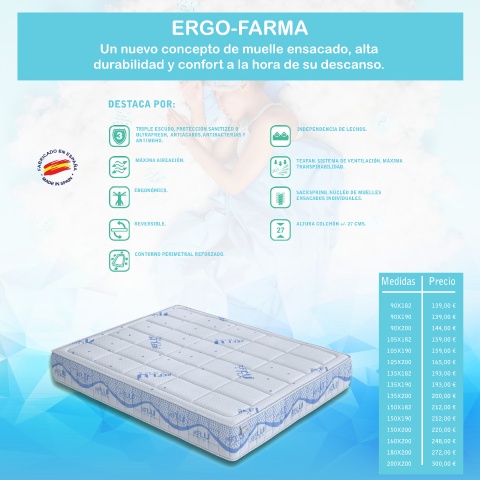 ERGO-FARMA
Un nuevo concepto de muelle ensacado, alta
durabilidad y confort a la hora de su descanso.
DESTACA POR:
3
TRIPLE ESCUDO, PROTECCIÓN SANITIZED O
ULTRAFRESH, ANTIÁCAROS, ANTIBACTERIAS Y
ANTIMOHO.
MÁXIMA AIREACIÓN.
ERGONÓMICO.
REVERSIBLE.
CONTORNO PERIMETRAL REFORZADO.
INDEPENDENCIA DE LECHOS.
TEXFAN: SISTEMA DE VENTILACIÓN, MÁXIMA
TRANSPIRABILIDAD.
SACKSPRING NÚCLEO DE MUELLES
ENSACADOS INDIVIDUALES.
27
ALTURA COLCHÓN +/- 27 CMS.
FABRICADO EN ESPAÑA
MADE IN SPAIN
Medidas Precio
90X182 139,00 €
90X190 139,00 €
90X200 144,00 €
105X182 159,00 €
105X190 159,00 €
105X200 165,00 €
135X182 193,00 €
135X190 193,00 €
135X200 200,00 €
150X182 212,00 €
150X190 212,00 €
150X200 220,00 €
160X200 248,00 €
180X200 272,00 €
200X200 300,00 €